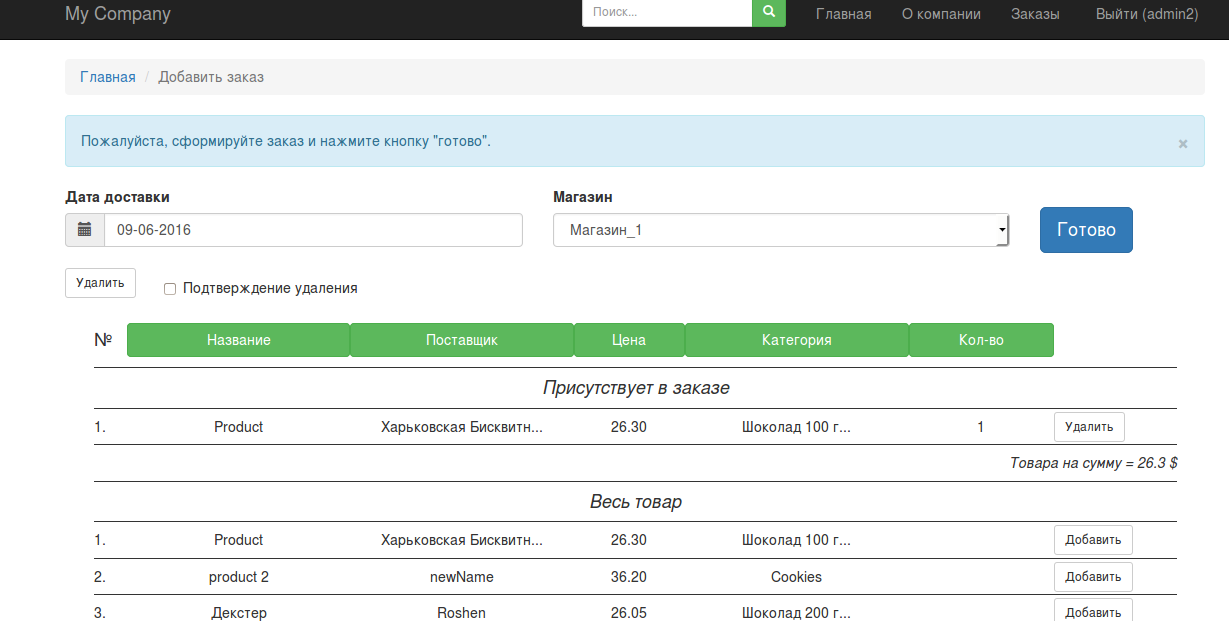 My Company Поиск... Главная О компании Заказы Выйти (admin2)
Главная / Добавить заказ
Пожалуйста, сформируйте заказ и нажмите кнопку "готово". ×
Дата доставки Магазин
09-06-2016 Магазин_1 Готово
Удалить Подтверждение удаления
№ Название Поставщик Цена Категория Кол-во
Присутствует в заказе
1. Product Харьковская Бисквитн... 26.30 Шоколад 100 г... 1 Удалить
Товара на сумму = 26.3 $
Весь товар
1. Product Харьковская Бисквитн... 26.30 Шоколад 100 г... Добавить
2. product 2 newName 36.20 Cookies Добавить
3. Декстер Roshen 26.05 Шоколад 200 г... Добавить